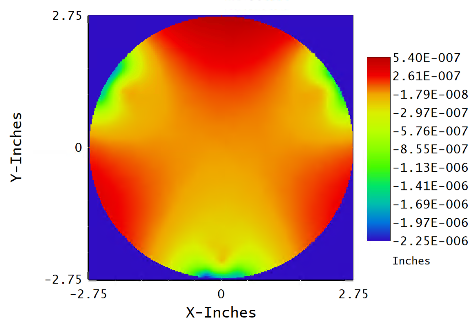 2.75
0
-2.75
Y-Inches
-2.75 0 2.75
X-Inches
5.40E-007
2.61E-007
-1.79E-008
-2.97E-007
-5.76E-007
-8.55E-007
-1.13E-006
-1.41E-006
-1.69E-006
-1.97E-006
-2.25E-006
Inches